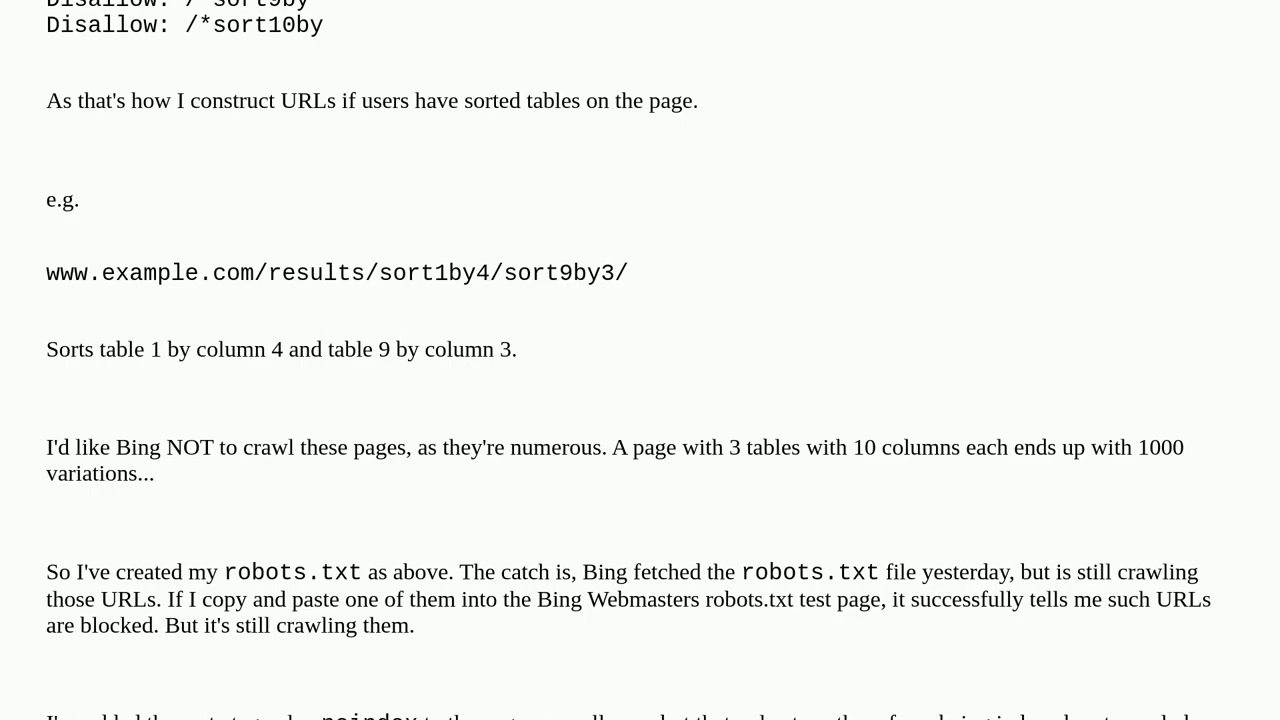 Disallow: /*sort9by
Disallow: /*sort10by
As that's how I construct URLs if users have sorted tables on the page.
e.g.
www.example.com/results/sort1by4/sort9by3/
Sorts table 1 by column 4 and table 9 by column 3.
I'd like Bing NOT to crawl these pages, as they're numerous. A page with 3 tables with 10 columns each ends up with 1000
variations...
So I've created my robots.txt as above. The catch is, Bing fetched the robots.txt file yesterday, but is still crawling
those URLs. If I copy and paste one of them into the Bing Webmasters robots.txt test page, it successfully tells me such URLs
are blocked. But it's still crawling them.